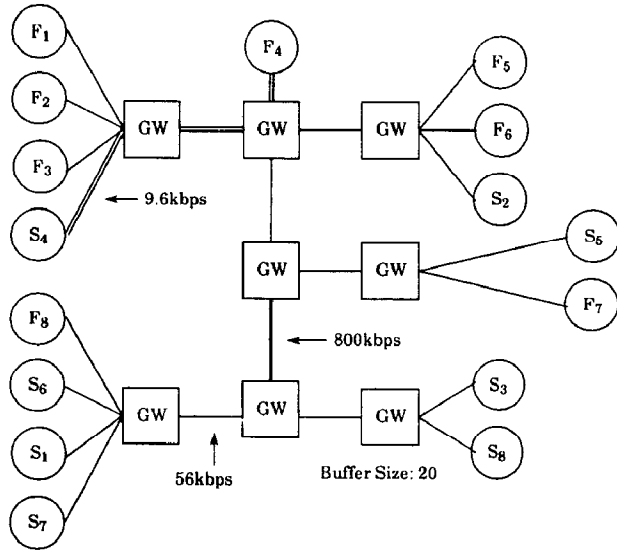 F1
F4
F5
F2
GW
GW
GW
F6
F3
S2
S4
9.6kbps
S5
GW
GW
F7
F8
800kbps
S6
S3
GW
GW
GW
S1
S8
56kbps
Buffer Size: 20
S7